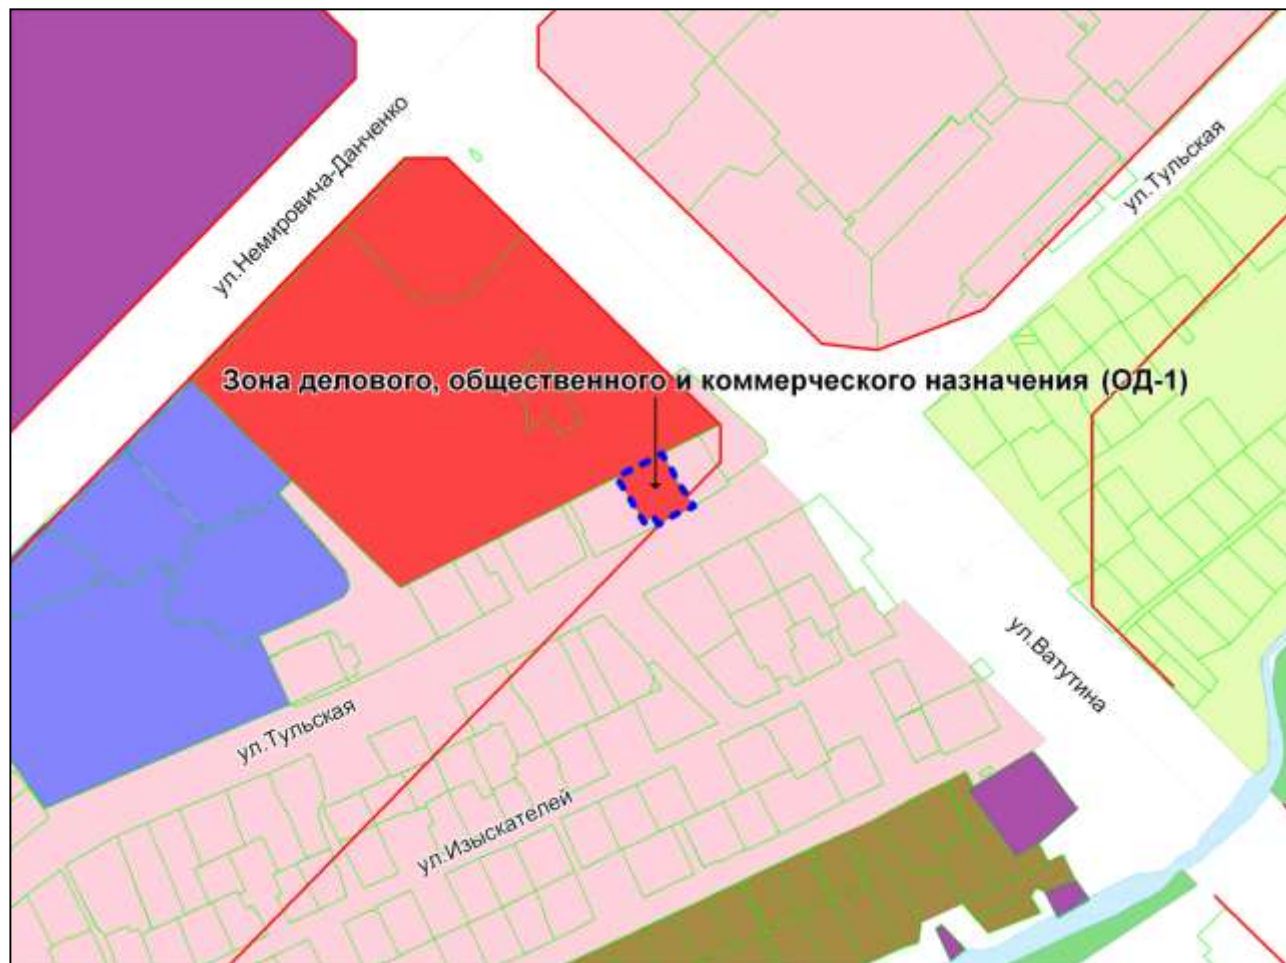 ул.Немировича-Данченко
ул.Тульская
Зона делового, общественного и коммерческого назначения (ОД-1)
ул.Ватутина
ул.Тульская
ул.Изыскателей